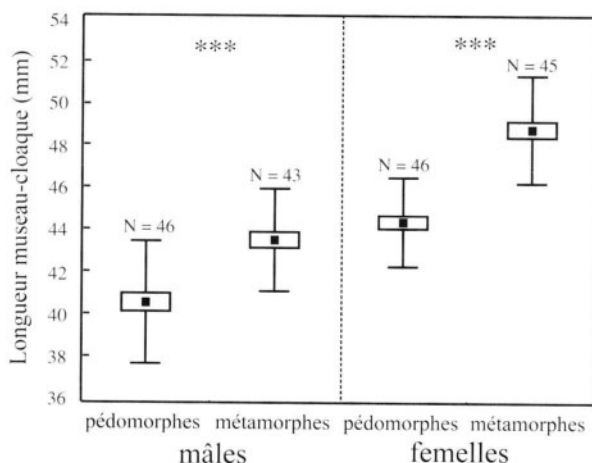 Longueur museau-cloaque (mm)
54
52
50
48
46
44
42
40
38
36
***
***
N = 46
N = 43
N = 46
N = 45
pédomorphes métamorphes pédomorphes métamorphes
mâles femelles